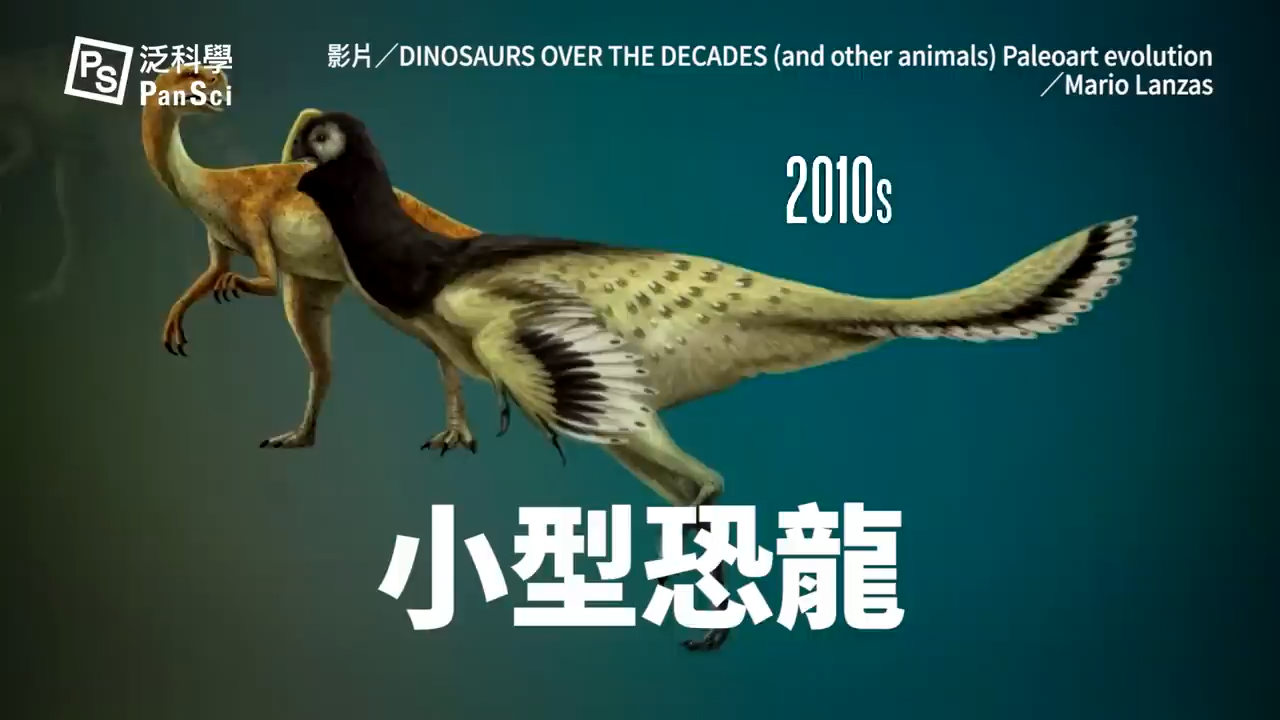 PS 泛科學
PanSci
影片／DINOSAURS OVER THE DECADES (and other animals) Paleoart evolution
／Mario Lanzas
2010s
小型恐龍